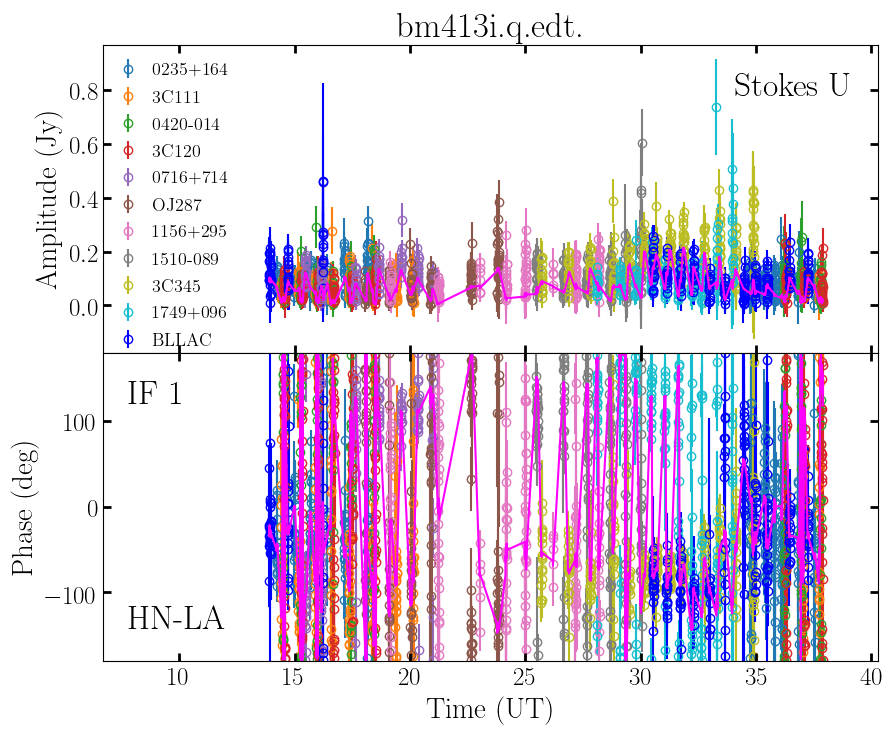 bm413i.q.edt.
Stokes U
Amplitude (Jy)
0.8
0.6
0.4
0.2
0.0
0235+164
3C111
0420-014
3C120
0716+714
OJ287
1156+295
1510-089
3C345
1749+096
BLLAC
IF 1
HN-LA
Phase (deg)
100
0
−100
10 15 20 25 30 35 40
Time (UT)